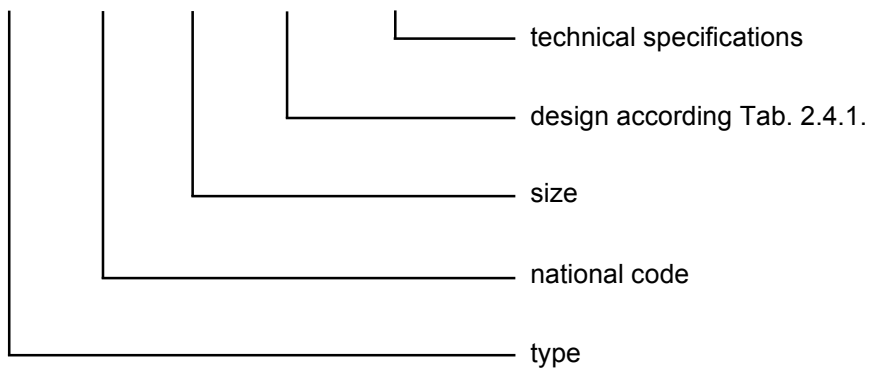 technical specifications
design according Tab. 2.4.1.
size
national code
type